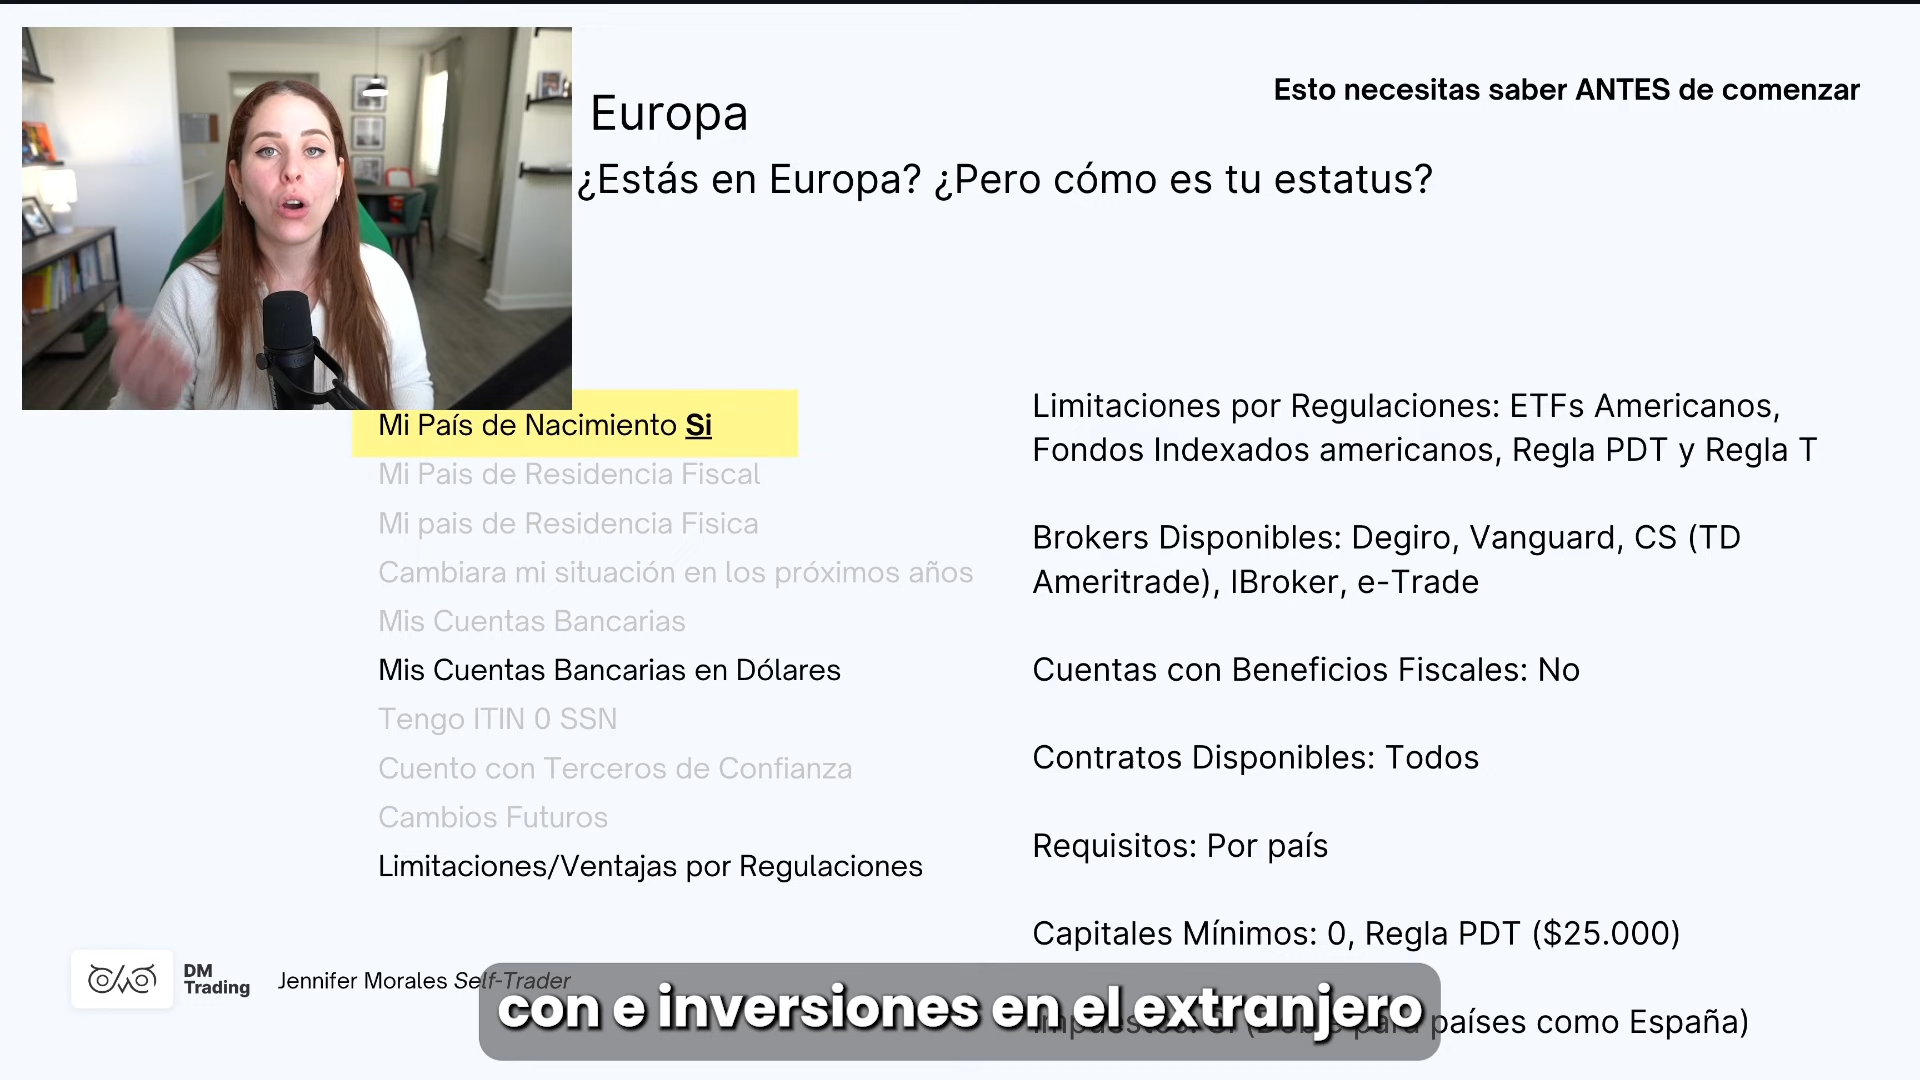 Esto necesitas saber ANTES de comenzar
Europa
¿Estás en Europa? ¿Pero cómo es tu estatus?
Mi País de Nacimiento Si
Mi Pais de Residencia Fiscal
Mi pais de Residencia Fisica
Cambiara mi situación en los próximos años
Mis Cuentas Bancarias
Mis Cuentas Bancarias en Dólares
Tengo ITIN 0 SSN
Cuento con Terceros de Confianza
Cambios Futuros
Limitaciones/Ventajas por Regulaciones
Limitaciones por Regulaciones: ETFs Americanos,
Fondos Indexados americanos, Regla PDT y Regla T
Brokers Disponibles: Degiro, Vanguard, CS (TD
Ameritrade), IBroker, e-Trade
Cuentas con Beneficios Fiscales: No
Contratos Disponibles: Todos
Requisitos: Por país
Capitales Mínimos: 0, Regla PDT ($25.000)
países como España)
DM
Trading
Jennifer Morales Self-Trader
con e inversiones en el extranjero